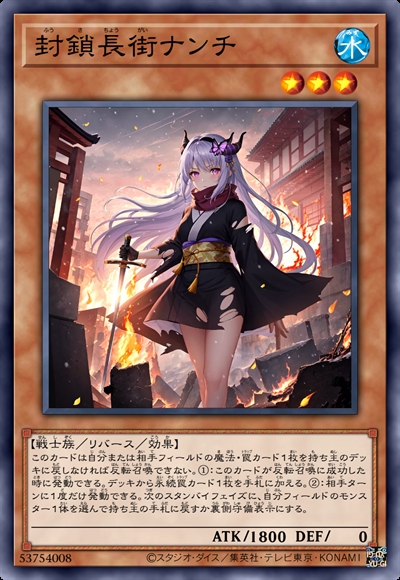 封鎖長街ナンチ
水
【戦士族／リバース／効果】
このカードは自分または相手フィールドの魔法・罠カード1枚を持ち主のデッ
キに戻しなければ反転召喚できない。①：このカードが反転召喚に成功した
時に発動できる。デッキから永続罠カード1枚を手札に加える。②：相手ター
ンに1度だけ発動できる。次のスタンバイフェイズに、自分フィールドのモンス
ター1体を選んで持ち主の手札に戻すか裏側守備表示にする。
ATK/1800 DEF/ 0
53754008 ©スタジオ・ダイス／集英社・テレビ東京・KONAMI